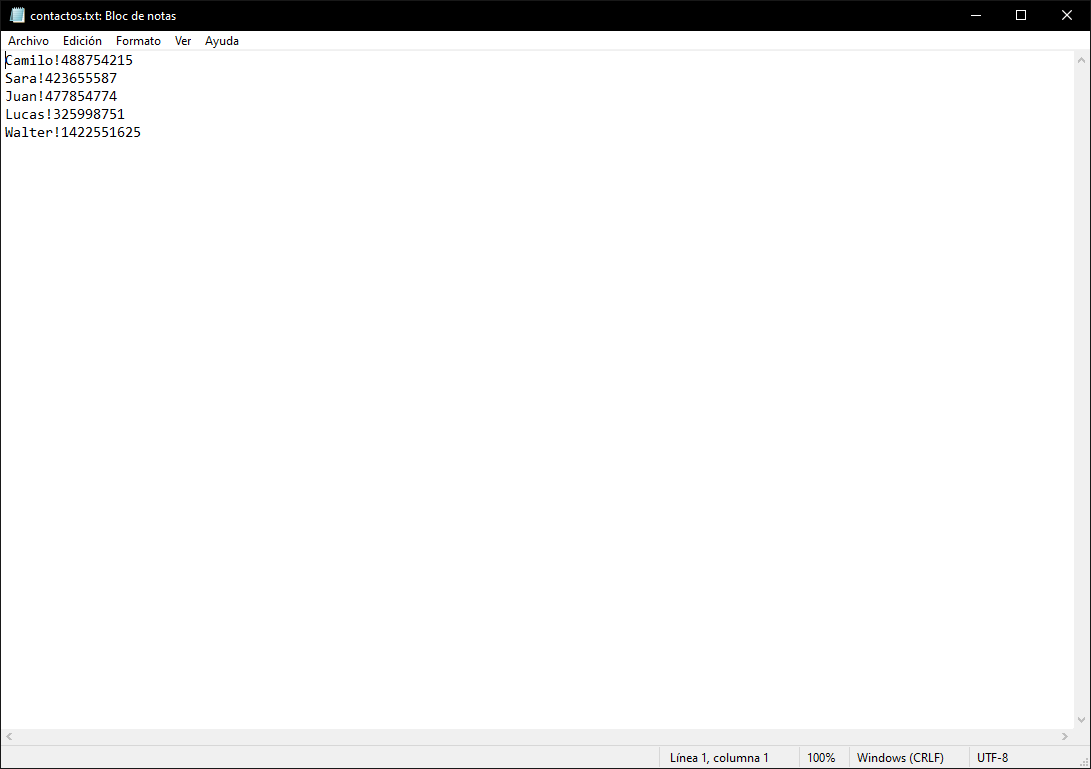 contactos.txt: Bloc de notas
Archivo Edición Formato Ver Ayuda
Camilo!488754215
Sara!423655587
Juan!477854774
Lucas!325998751
Walter!1422551625
Línea 1, columna 1 100% Windows (CRLF) UTF-8